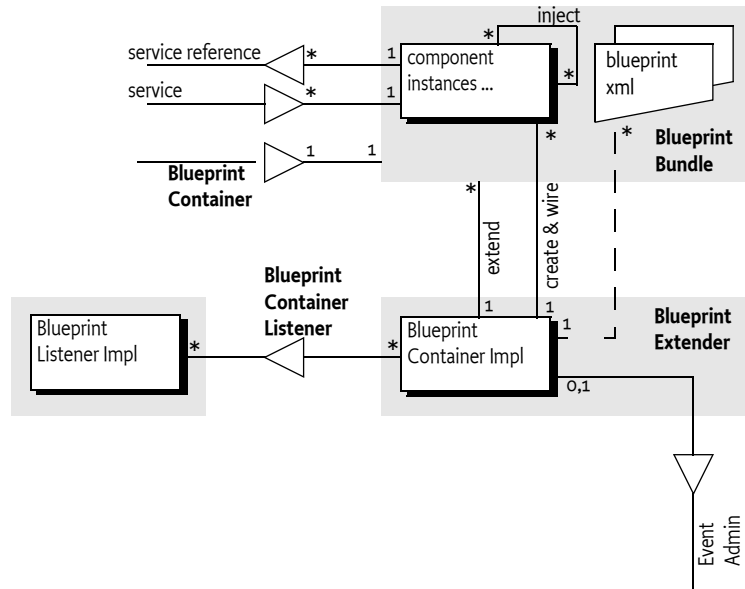 inject
service reference
*
1
component
instances ...
*
*
blueprint
xml
service
*
1
*
*
Blueprint
Bundle
1
1
Blueprint
Container
*
extend
create & wire
Blueprint
Container
Listener
1
1
1
Blueprint
Extender
Blueprint
Listener Impl
*
*
Blueprint
Container Impl
0,1
Event
Admin